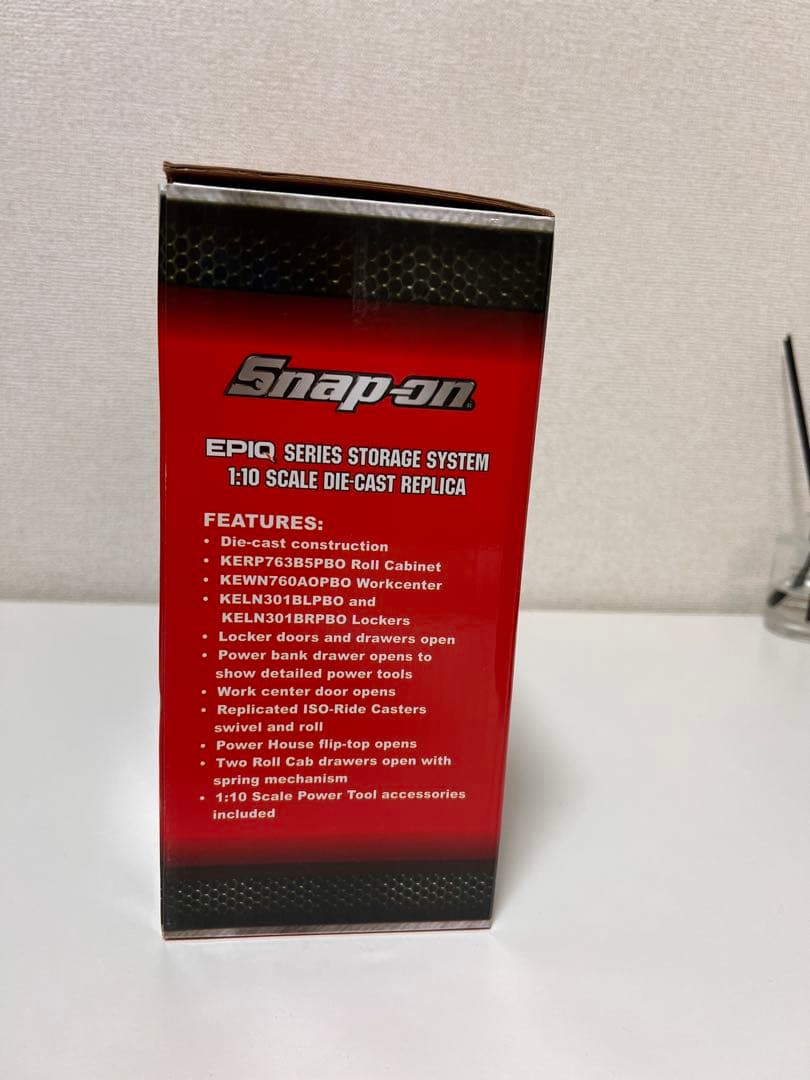 Snap-on®
EPIQ SERIES STORAGE SYSTEM
1:10 SCALE DIE-CAST REPLICA
FEATURES:
• Die-cast construction
• KERP763B5PBO Roll Cabinet
• KEWN760AOPBO Workcenter
• KELN301BLPBO and
KELN301BRPBO Lockers
• Locker doors and drawers open
• Power bank drawer opens to
show detailed power tools
• Work center door opens
• Replicated ISO-Ride Casters
swivel and roll
• Power House flip-top opens
• Two Roll Cab drawers open with
spring mechanism
• 1:10 Scale Power Tool accessories
included